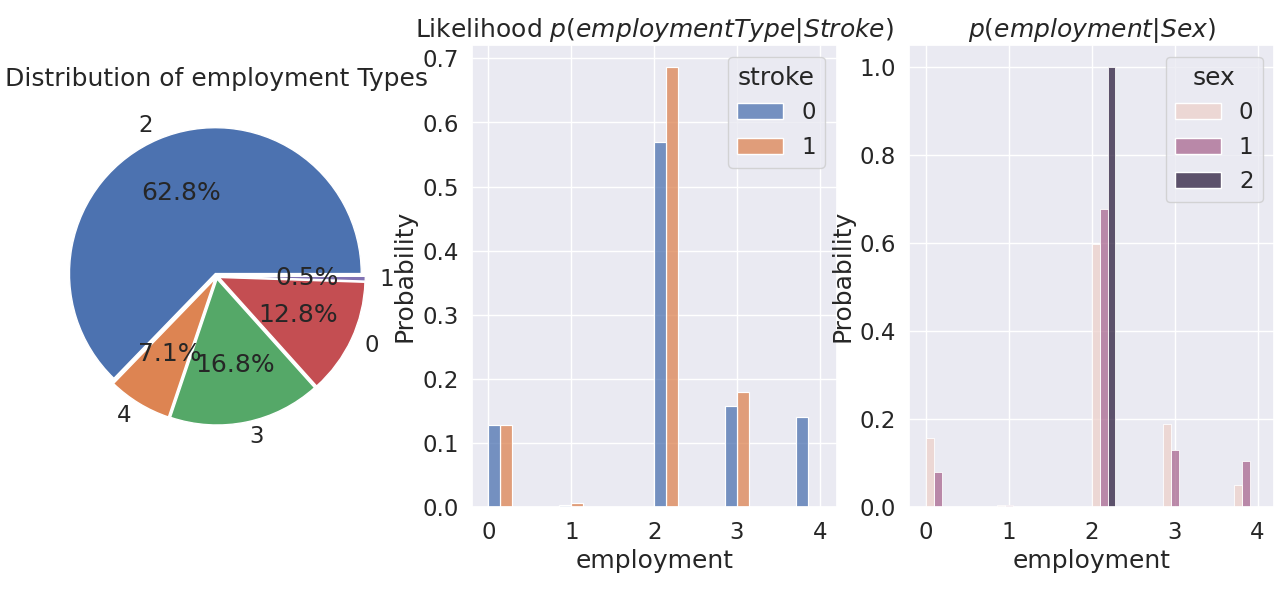 Distribution of employment Types
2
62.8%
0.5%
1
12.8%
0
7.1%
16.8%
4
3
Likelihood p(employmentType|Stroke)
Probability
0.7
0.6
0.5
0.4
0.3
0.2
0.1
0.0
0 1 2 3 4
employment
stroke
0
1
p(employment|Sex)
Probability
1.0
0.8
0.6
0.4
0.2
0.0
0 1 2 3 4
employment
sex
0
1
2